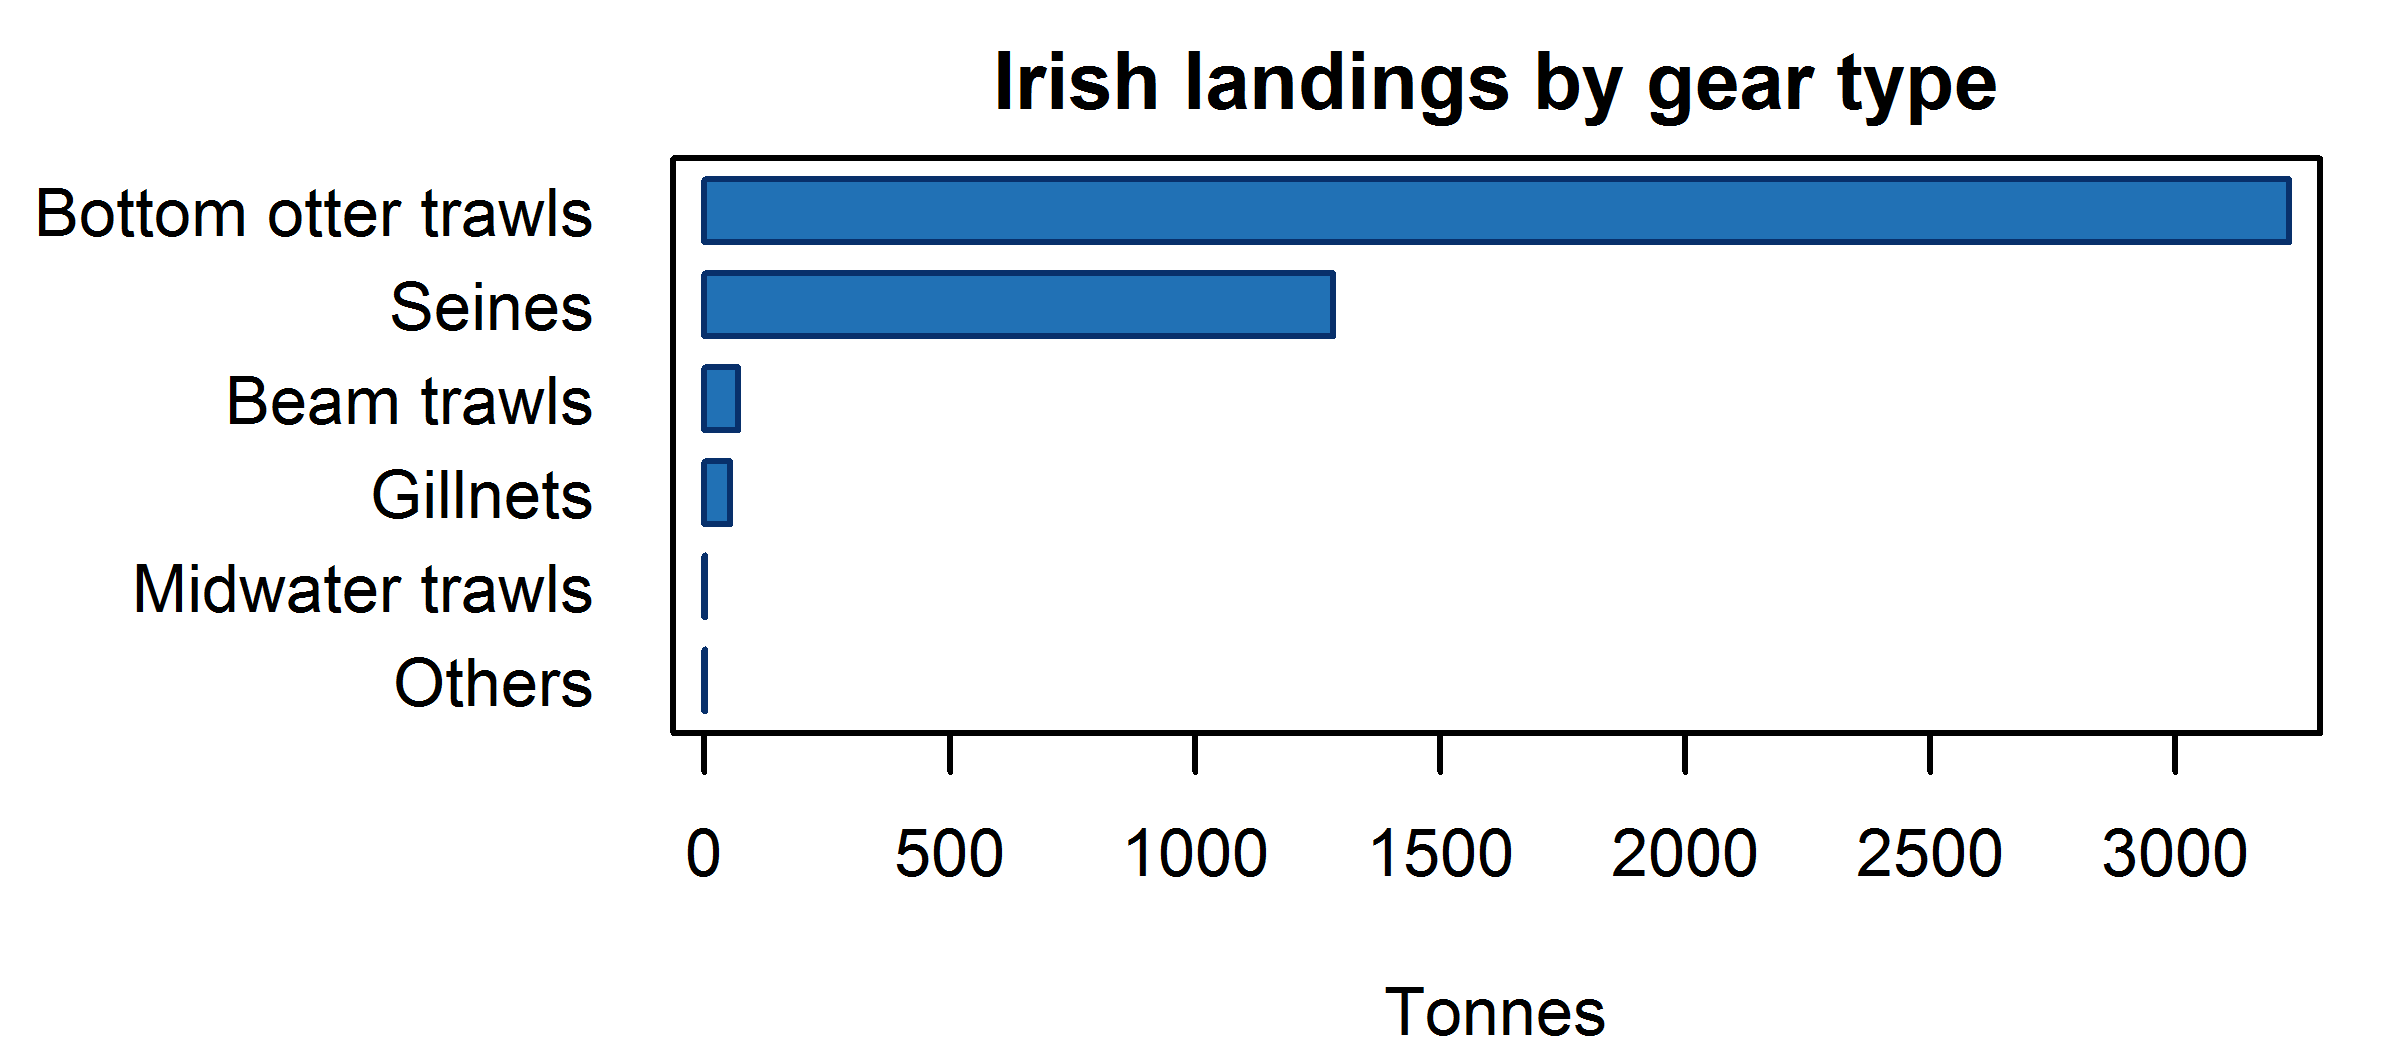 Irish landings by gear type
Bottom otter trawls
Seines
Beam trawls
Gillnets
Midwater trawls
Others
0 500 1000 1500 2000 2500 3000
Tonnes